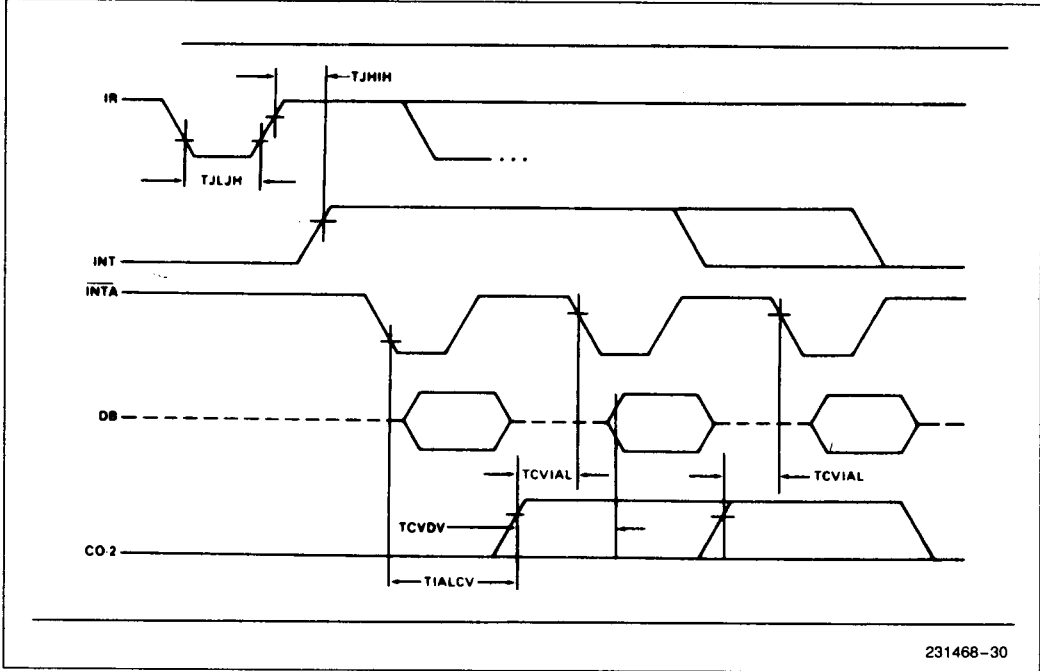 TJHIH
IR
TJLJH
...
INT
INTA
DB
TCVIAL
TCVIAL
TCVDV
CO-2
TIALCV
231468-30